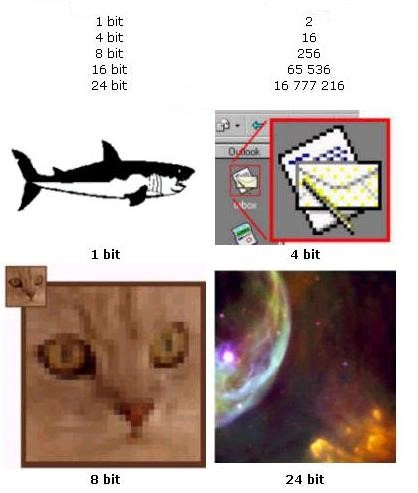 1 bit 2
4 bit 16
8 bit 256
16 bit 65 536
24 bit 16 777 216
Outlook
Inbox
1 bit 4 bit
8 bit 24 bit